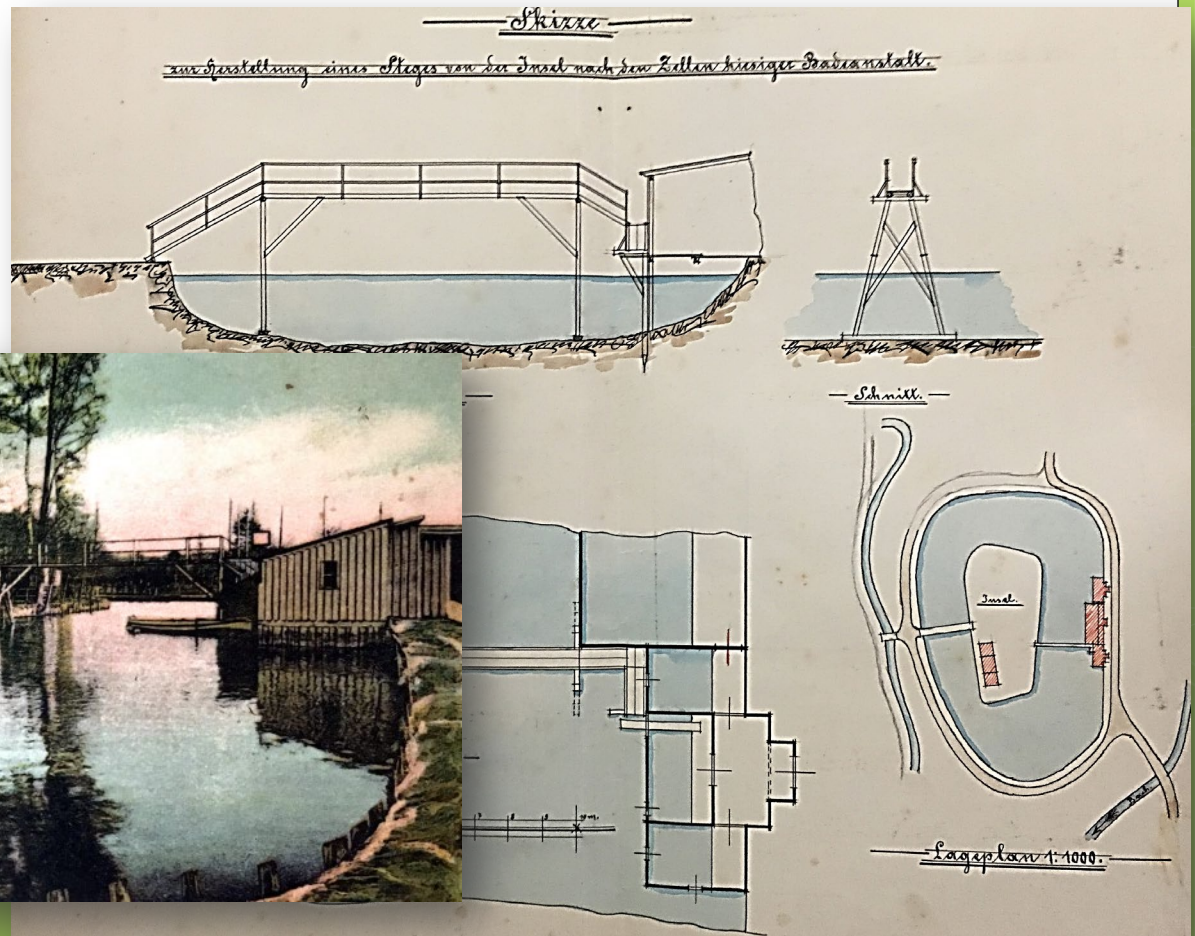 Skizze
zur Herstellung eines Steges von der Insel nach den Zellen hiesiger Badeanstalt.
Schnitt.
Insel.
Lageplan 1:1000.